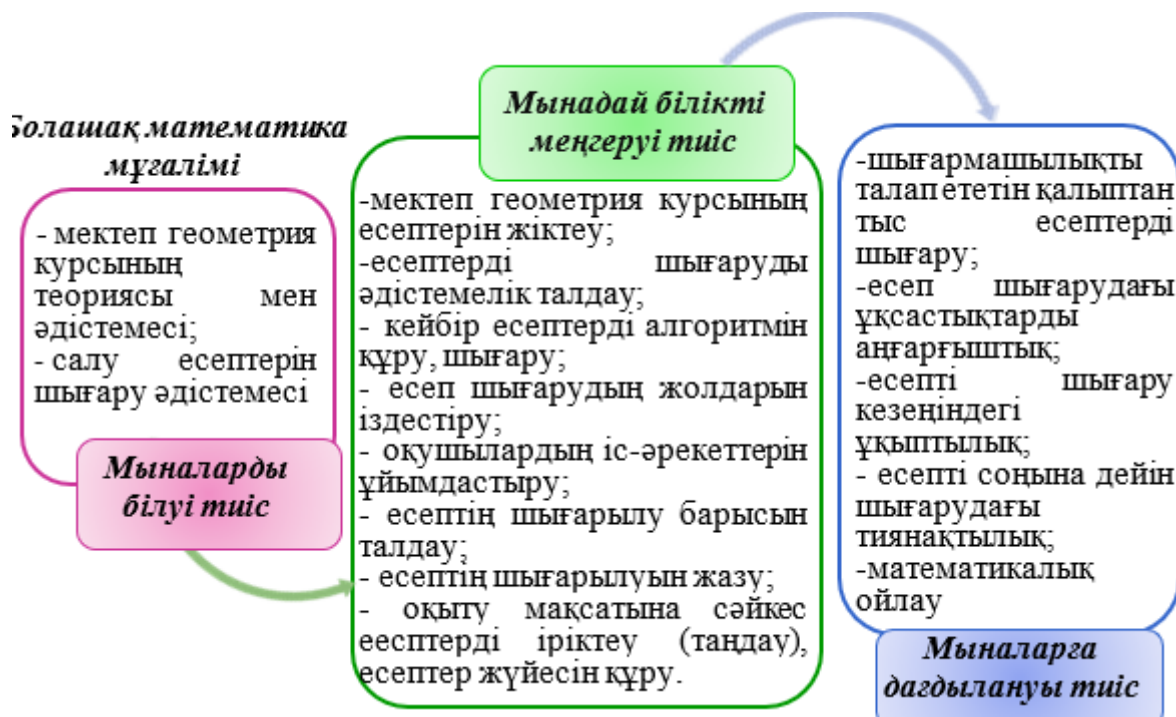 Болашақ математика
мұғалімі
- мектеп геометрия
курсының
теориясы мен
әдістемесі;
- салу есептерін
шығару әдістемесі
Мыналарды
білуі тиіс
Мынадай білікті
меңгеруі тиіс
-мектеп геометрия курсының
есептерін жіктеу;
-есептерді шығаруды
әдістемелік талдау;
- кейбір есептерді алгоритмін
құру, шығару;
- есеп шығарудың жолдарын
іздестіру;
- оқушылардың іс-әрекеттерін
ұйымдастыру;
- есептің шығарылу барысын
талдау;
- есептің шығарылуын жазу;
- оқыту мақсатына сәйкес
еесптерді іріктеу (таңдау),
есептер жүйесін құру.
-шығармашылықты
талап ететін қалыптан
тыс есептерді
шығару;
-есеп шығарудағы
ұқсастықтарды
аңғарғыштық;
-есепті шығару
кезеңіндегі
ұқыптылық;
- есепті соңына дейін
шығарудағы
тиянақтылық;
-математикалық
ойлау
Мыналарға
дағдылануы тиіс